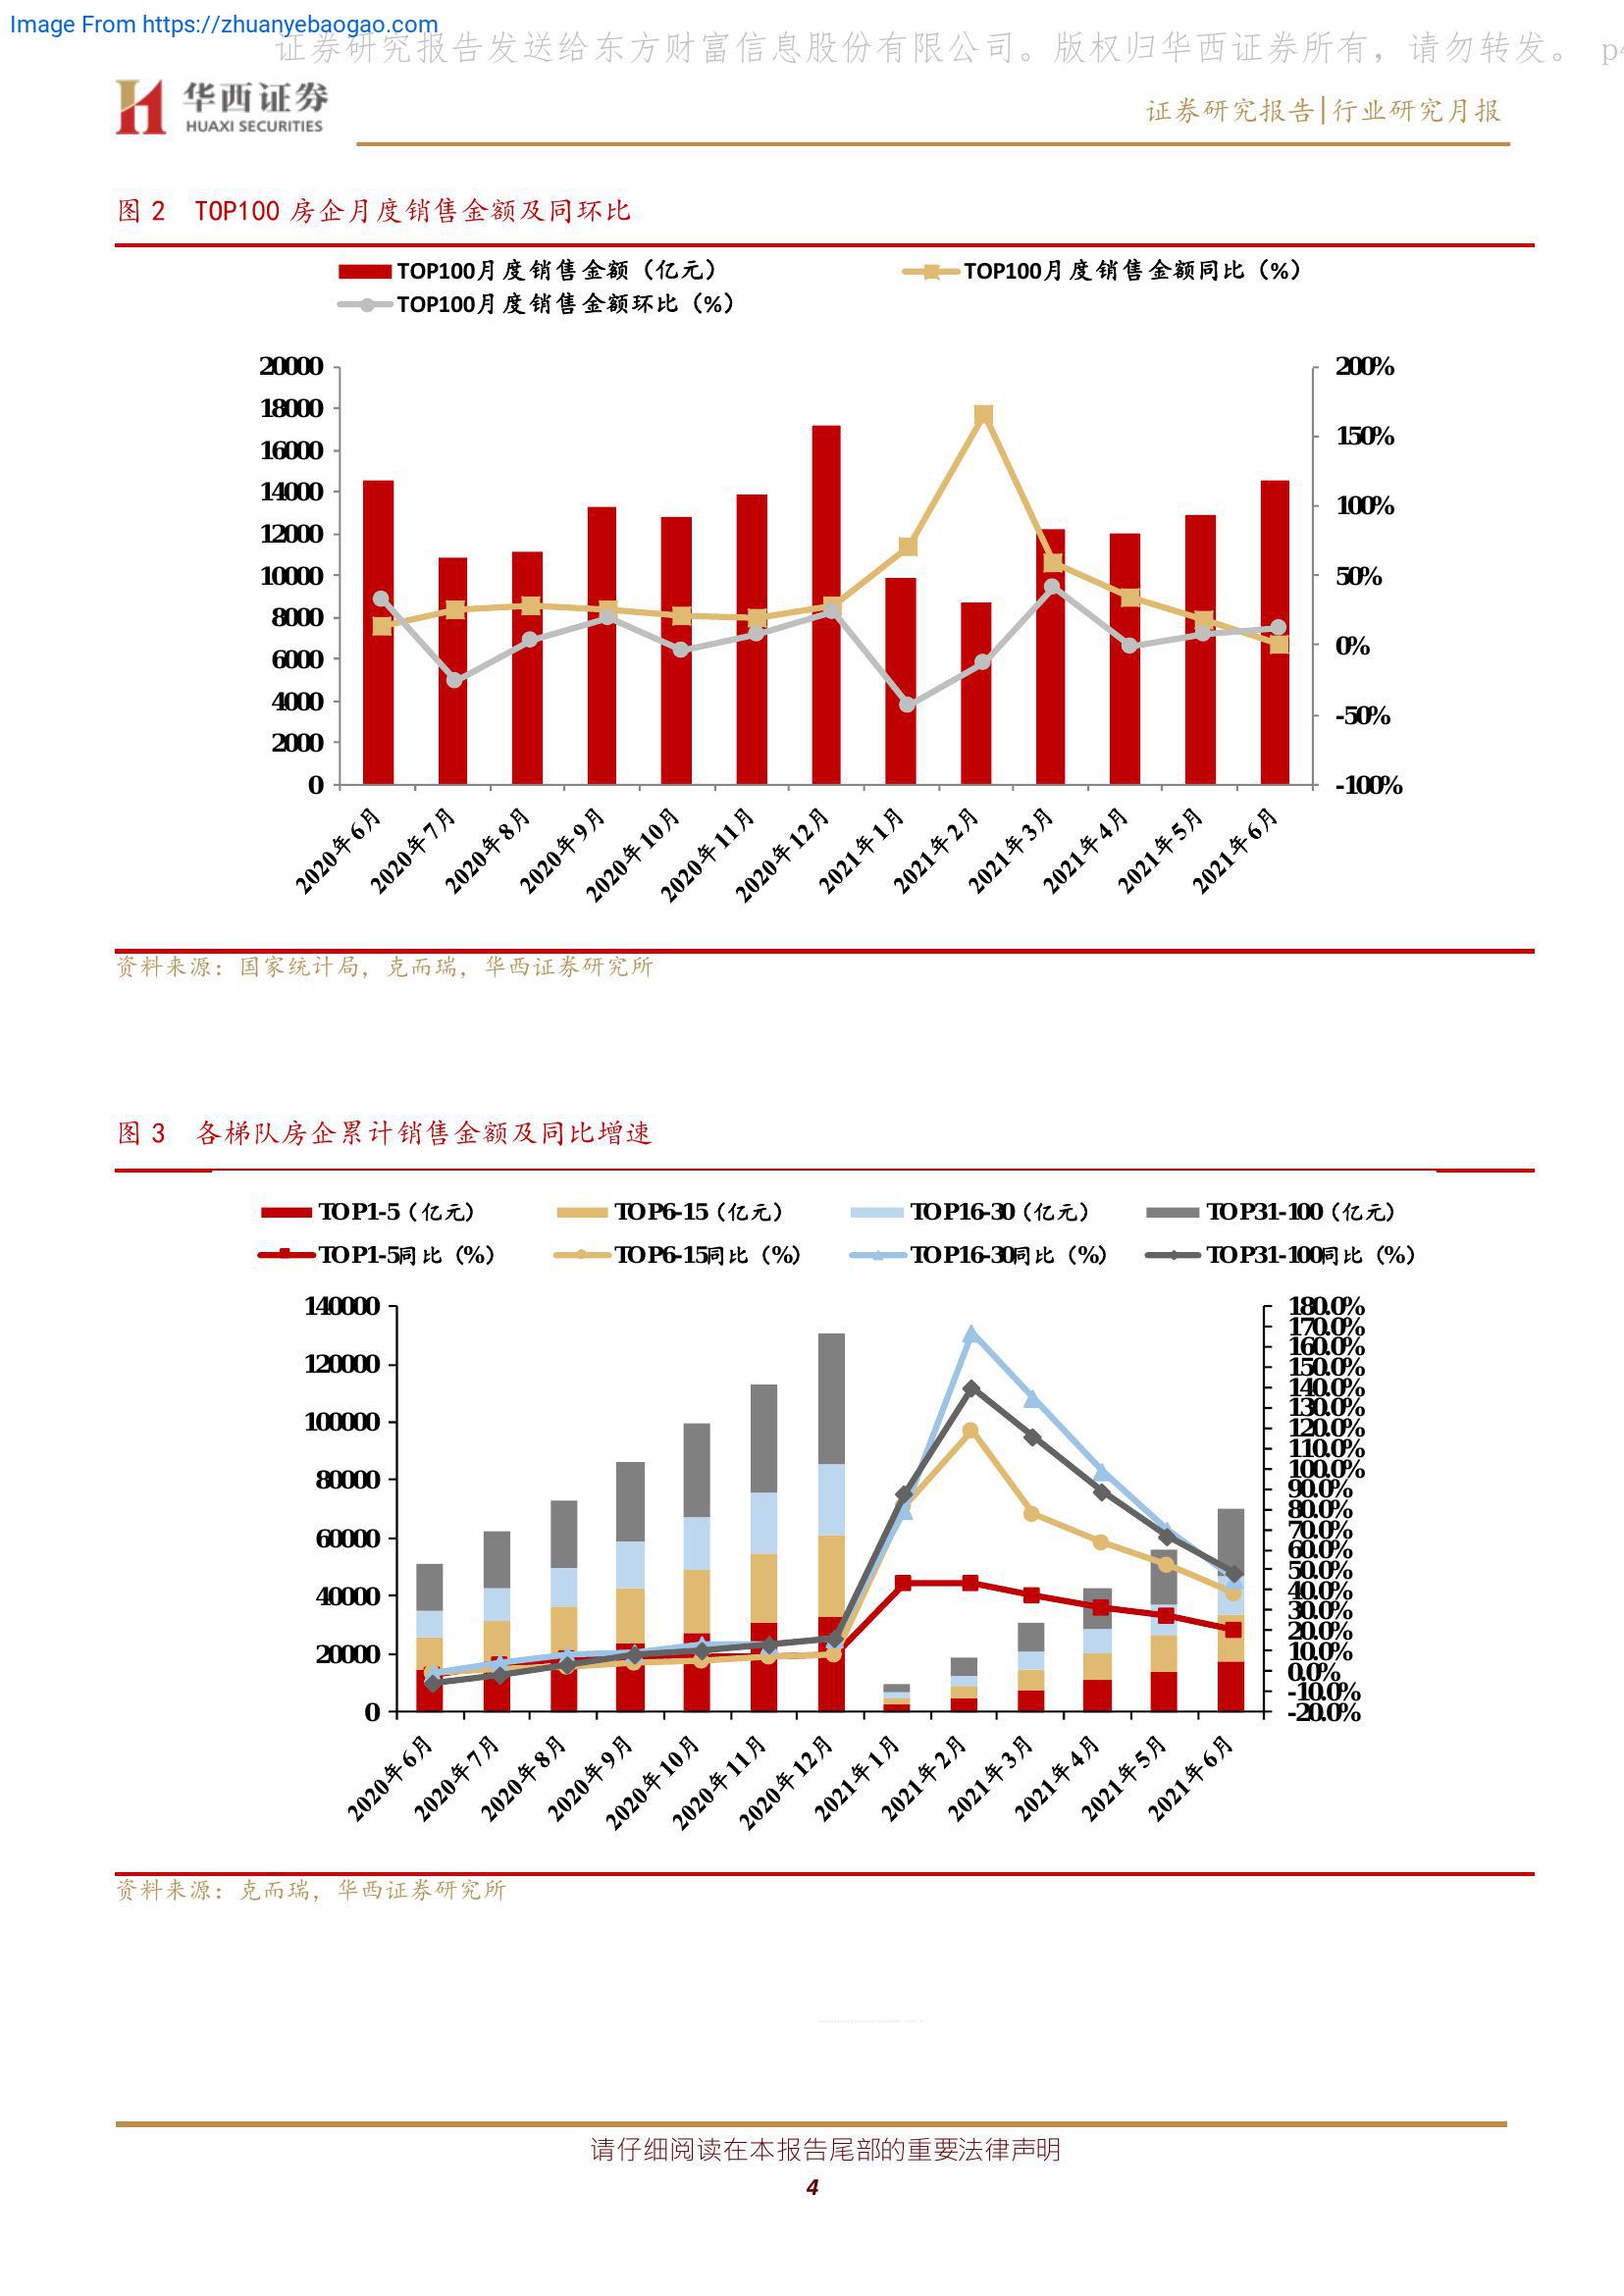 Image From https://zhuanyebaogao.com
证券研究报告发送给东方财富信息股份有限公司。版权归华西证券所有，请勿转发。 p4
华西证券
HUAXI SECURITIES
证券研究报告|行业研究月报
图 2 TOP100 房企月度销售金额及同环比
TOP100月度销售金额（亿元） TOP100月度销售金额同比（%）
TOP100月度销售金额环比（%）
20000 200%
18000
16000 150%
14000
12000 100%
10000 50%
8000
6000 0%
4000
2000 -50%
0 -100%
2020年6月 2020年7月 2020年8月 2020年9月 2020年10月 2020年11月 2020年12月 2021年1月 2021年2月 2021年3月 2021年4月 2021年5月 2021年6月
资料来源：国家统计局，克而瑞，华西证券研究所
图 3 各梯队房企累计销售金额及同比增速
TOP1-5（亿元） TOP6-15（亿元） TOP16-30（亿元） TOP31-100（亿元）
TOP1-5同比（%） TOP6-15同比（%） TOP16-30同比（%） TOP31-100同比（%）
140000
120000
100000
80000
60000
40000
20000
0
180.0%
170.0%
160.0%
150.0%
140.0%
130.0%
120.0%
110.0%
100.0%
90.0%
80.0%
70.0%
60.0%
50.0%
40.0%
30.0%
20.0%
10.0%
0.0%
-10.0%
-20.0%
2020年6月 2020年7月 2020年8月 2020年9月 2020年10月 2020年11月 2020年12月 2021年1月 2021年2月 2021年3月 2021年4月 2021年5月 2021年6月
资料来源：克而瑞，华西证券研究所
请仔细阅读在本报告尾部的重要法律声明
4